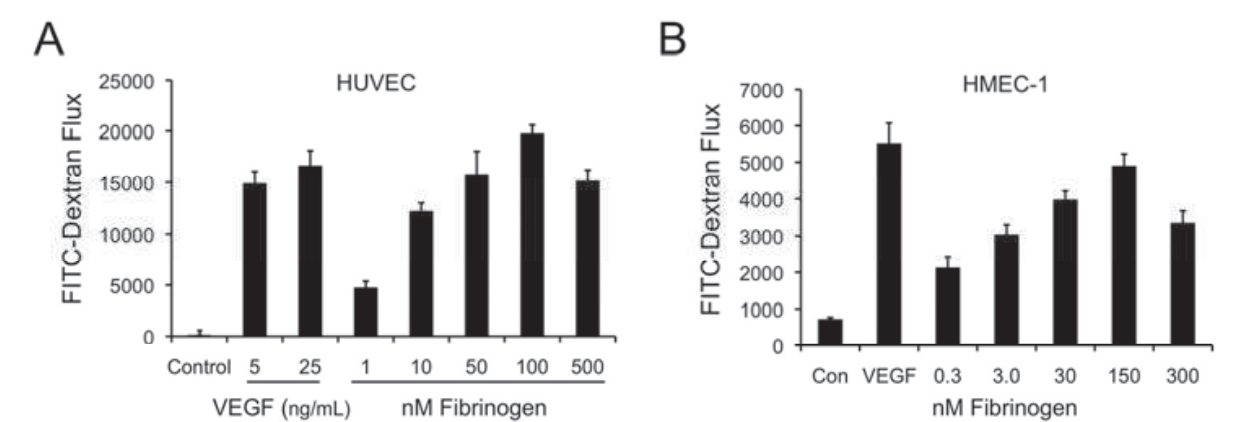 A
HUVEC
FITC-Dextran Flux
25000
20000
15000
10000
5000
0
Control 5 25 1 10 50 100 500
VEGF (ng/mL) nM Fibrinogen
B
HMEC-1
FITC-Dextran Flux
7000
6000
5000
4000
3000
2000
1000
0
Con VEGF 0.3 3.0 30 150 300
nM Fibrinogen